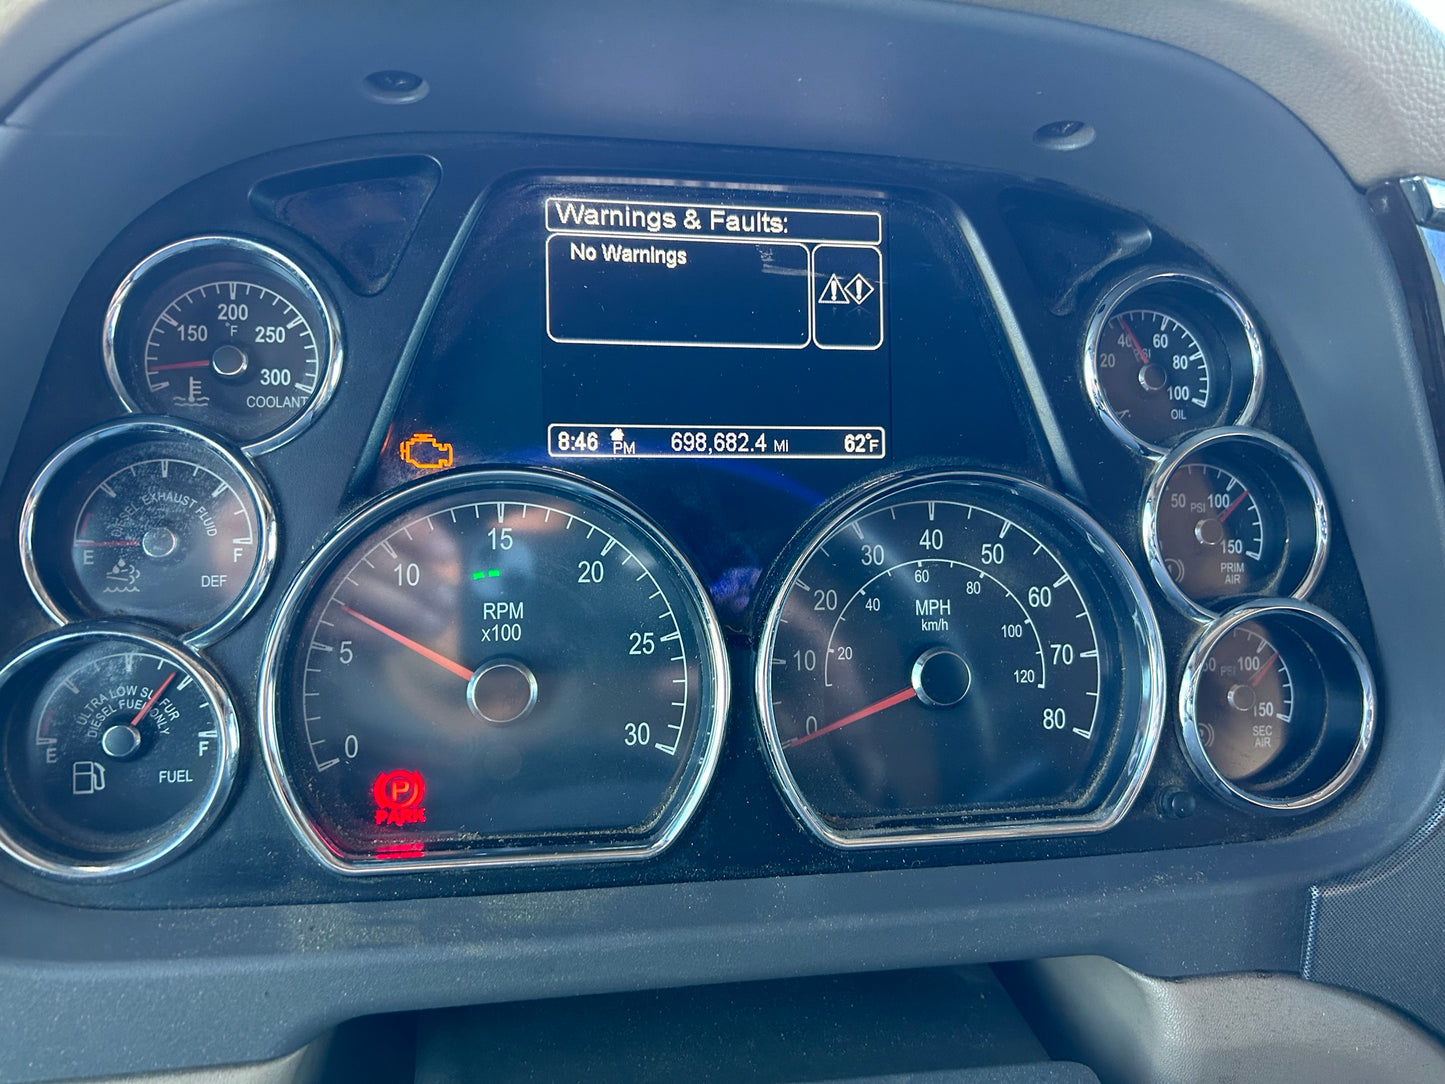 Warnings & Faults:
No Warnings
8:46 PM 698,682.4 MI 62°F
150 200 250 300
°F
COOLANT
DIESEL EXHAUST FLUID
E F
DEF
ULTRA LOW SULFUR
DIESEL FUEL ONLY
E F
FUEL
0 5 10 15 20 25 30
RPM
x100
P
PARK
0 10 20 30 40 50 60 70 80
MPH
km/h
20 40 60 80 100 120
20 40 60 80 100
PSI
OIL
50 100 150
PSI
PRIM
AIR
50 100 150
PSI
SEC
AIR